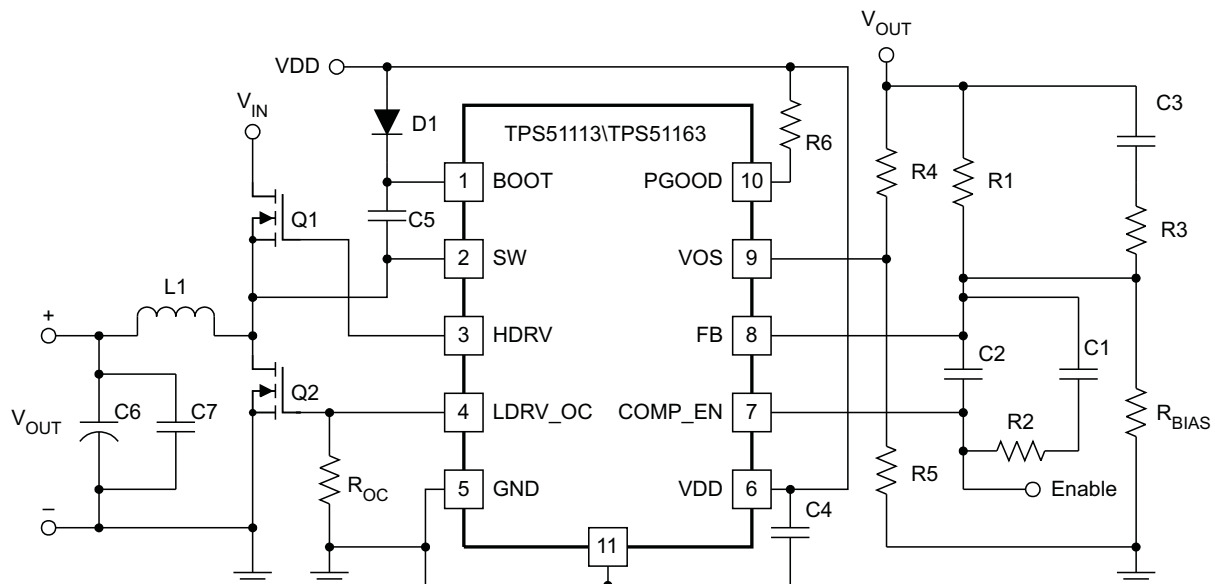 V_OUT
VDD
V_IN
D1
C3
TPS51113\TPS51163
R6
1 BOOT
PGOOD 10
R4
R1
Q1
C5
R3
2 SW
VOS 9
L1
+
3 HDRV
FB 8
C2
C1
Q2
V_OUT
C6
C7
4 LDRV_OC
COMP_EN 7
R2
R_BIAS
R_OC
5 GND
VDD 6
R5
Enable
C4
–
11